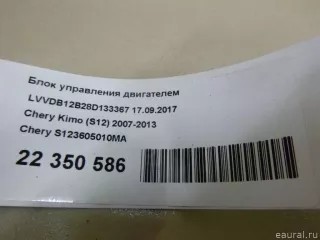 Блок управления двигателем
LVVDB12B28D133367 17.09.2017
Chery Kimo (S12) 2007-2013
Chery S123605010MA
22 350 586
eaural.ru